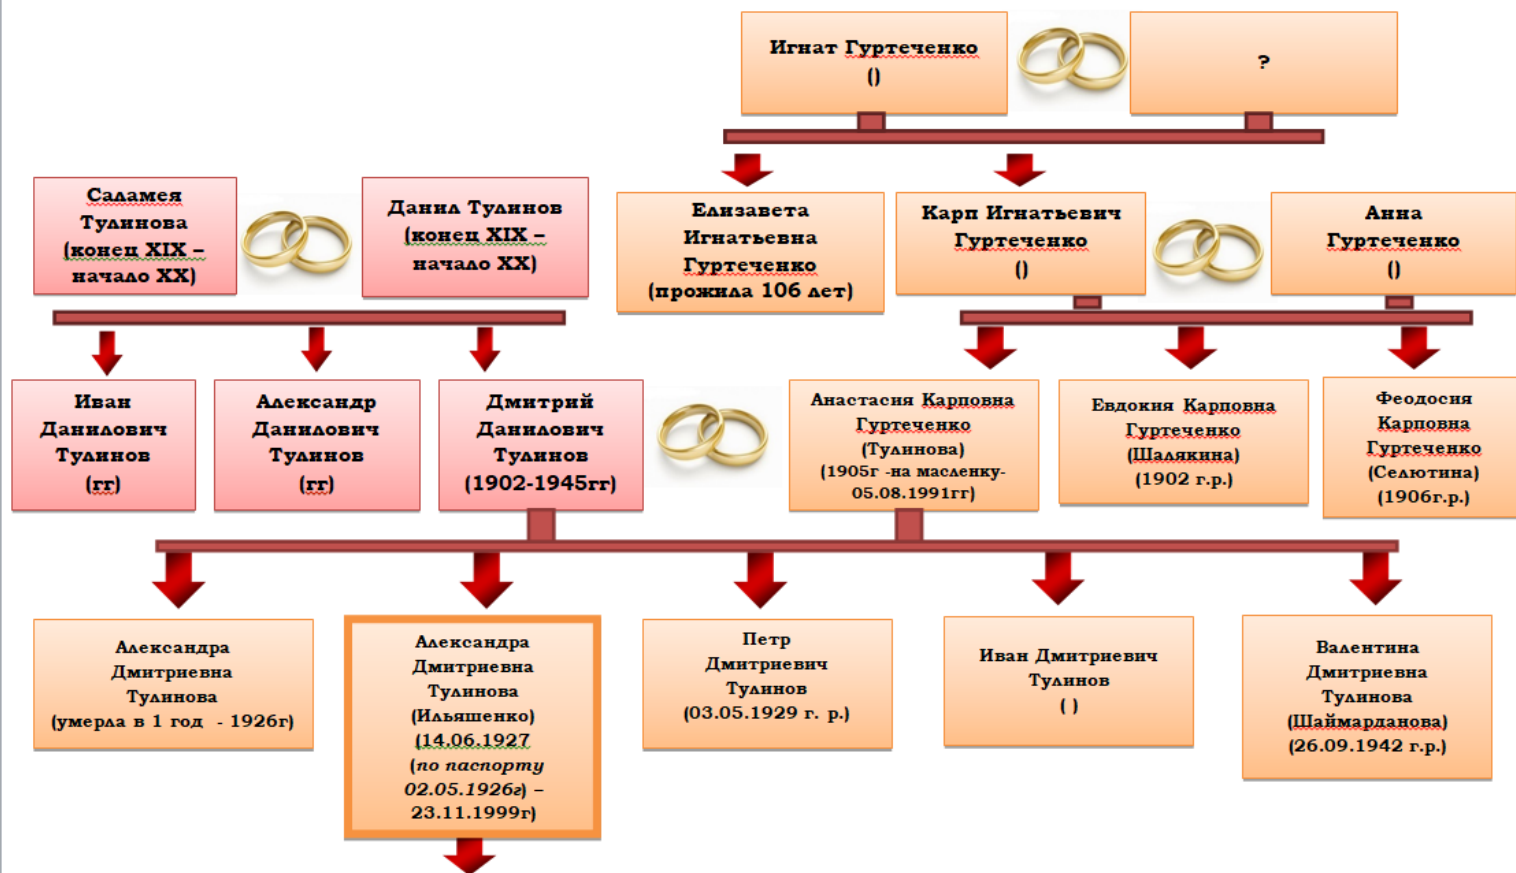 Игнат Гуртеченко
()
?
Саламея
Тулинова
(конец XIX –
начало XX)
Данил Тулинов
(конец XIX –
начало XX)
Елизавета
Игнатьевна
Гуртеченко
(прожила 106 лет)
Карп Игнатьевич
Гуртеченко
()
Анна
Гуртеченко
()
Иван
Данилович
Тулинов
(гг)
Александр
Данилович
Тулинов
(гг)
Дмитрий
Данилович
Тулинов
(1902-1945гг)
Анастасия Карповна
Гуртеченко
(Тулинова)
(1905г -на масленку-
05.08.1991гг)
Евдокия Карповна
Гуртеченко
(Шалякина)
(1902 г.р.)
Феодосия
Карповна
Гуртеченко
(Селютина)
(1906г.р.)
Александра
Дмитриевна
Тулинова
(умерла в 1 год - 1926г)
Александра
Дмитриевна
Тулинова
(Ильяшенко)
(14.06.1927
(по паспорту
02.05.1926г) –
23.11.1999г)
Петр
Дмитриевич
Тулинов
(03.05.1929 г. р.)
Иван Дмитриевич
Тулинов
( )
Валентина
Дмитриевна
Тулинова
(Шаймарданова)
(26.09.1942 г.р.)